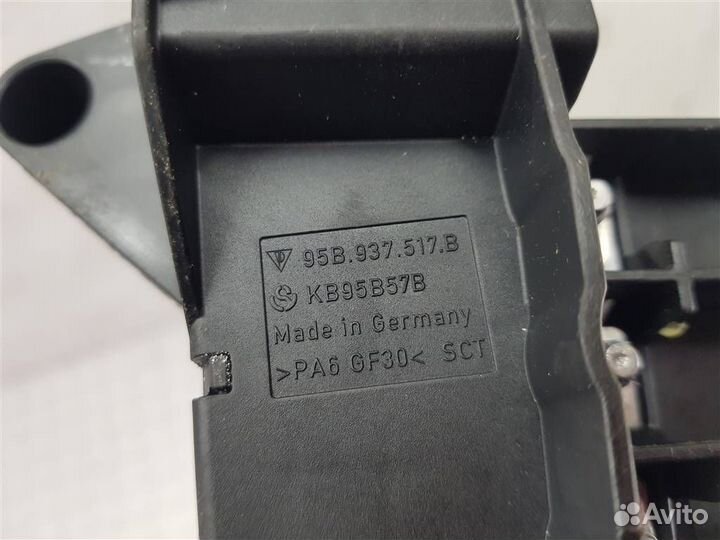 95B.937.517.B
KB95B57B
Made in Germany
>PA6 GF30< SCT
Avito